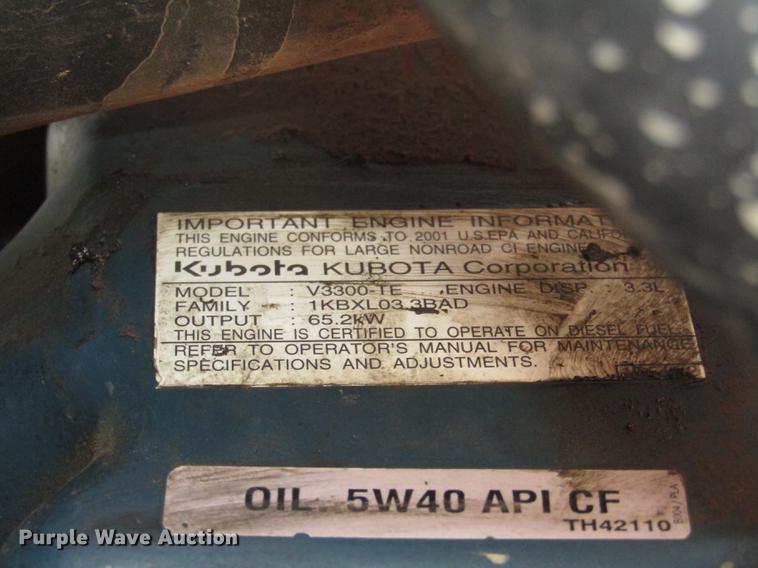 IMPORTANT ENGINE INFORMAT
THIS ENGINE CONFORMS TO 2001 U.S.EPA AND CALIFO
REGULATIONS FOR LARGE NONROAD CI ENGINE
Kubota KUBOTA Corporation
MODEL : V3300-TE ENGINE DISP. : 3.3L
FAMILY : 1KBXL03.3BAD
OUTPUT : 65.2kW
THIS ENGINE IS CERTIFIED TO OPERATE ON DIESEL FUEL.
REFER TO OPERATOR'S MANUAL FOR MAINTENANCE
SPECIFICATIONS AND ADJUSTMENTS.
OIL 5W40 API CF
TH42110
Purple Wave Auction